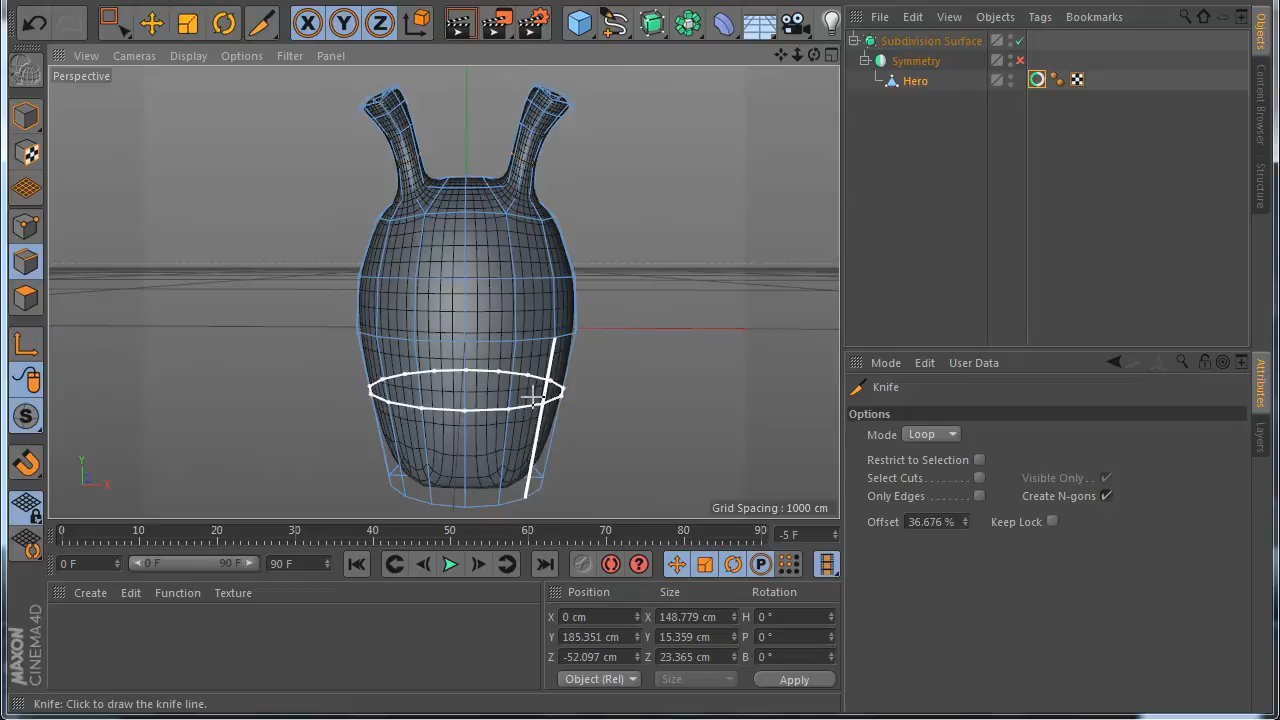 File Edit View Objects Tags Bookmarks
X Y Z
Subdivision Surface
Symmetry
Hero
Objects
Content Browser
Structure
View Cameras Display Options Filter Panel
Perspective
Y
Z
X
Grid Spacing : 1000 cm
Mode Edit User Data
Knife
Options
Mode Loop
Restrict to Selection
Select Cuts Visible Only
Only Edges Create N-gons
Offset 36.676 % Keep Lock
Attributes
Layers
0 10 20 30 40 50 60 70 80 90
-5 F
0 F 0 F 90 F 90 F
P
S
Create Edit Function Texture
Position Size Rotation
X 0 cm X 148.779 cm H 0 °
Y 185.351 cm Y 15.359 cm P 0 °
Z -52.097 cm Z 23.365 cm B 0 °
Object (Rel) Size Apply
MAXON
CINEMA 4D
Knife: Click to draw the knife line.